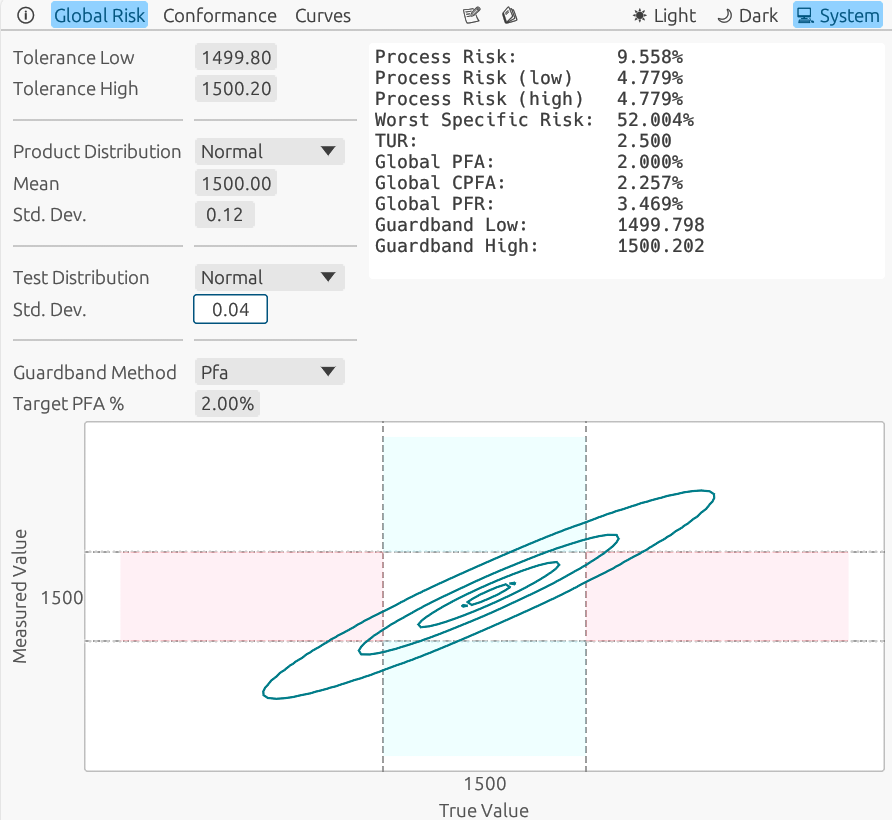 Global Risk Conformance Curves Light Dark System
Tolerance Low 1499.80
Tolerance High 1500.20
Product Distribution Normal
Mean 1500.00
Std. Dev. 0.12
Test Distribution Normal
Std. Dev. 0.04
Guardband Method Pfa
Target PFA % 2.00%
Process Risk: 9.558%
Process Risk (low) 4.779%
Process Risk (high) 4.779%
Worst Specific Risk: 52.004%
TUR: 2.500
Global PFA: 2.000%
Global CPFA: 2.257%
Global PFR: 3.469%
Guardband Low: 1499.798
Guardband High: 1500.202
Measured Value
1500
1500
True Value